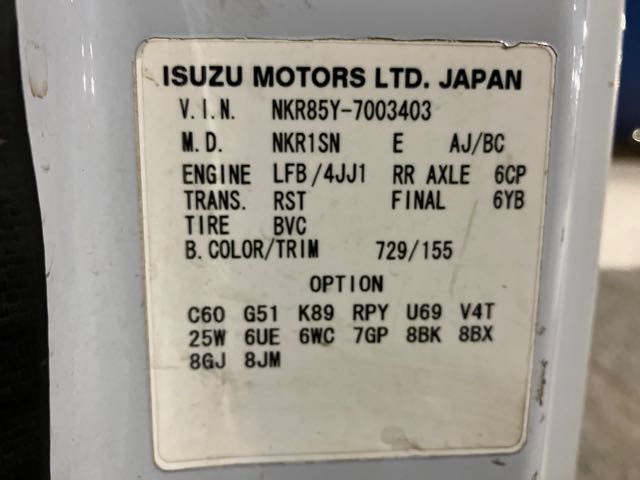 ISUZU MOTORS LTD. JAPAN
V.I.N. NKR85Y-7003403
M.D. NKR1SN E AJ/BC
ENGINE LFB/4JJ1 RR AXLE 6CP
TRANS. RST FINAL 6YB
TIRE BVC
B.COLOR/TRIM 729/155
OPTION
C60 G51 K89 RPY U69 V4T
25W 6UE 6WC 7GP 8BK 8BX
8GJ 8JM